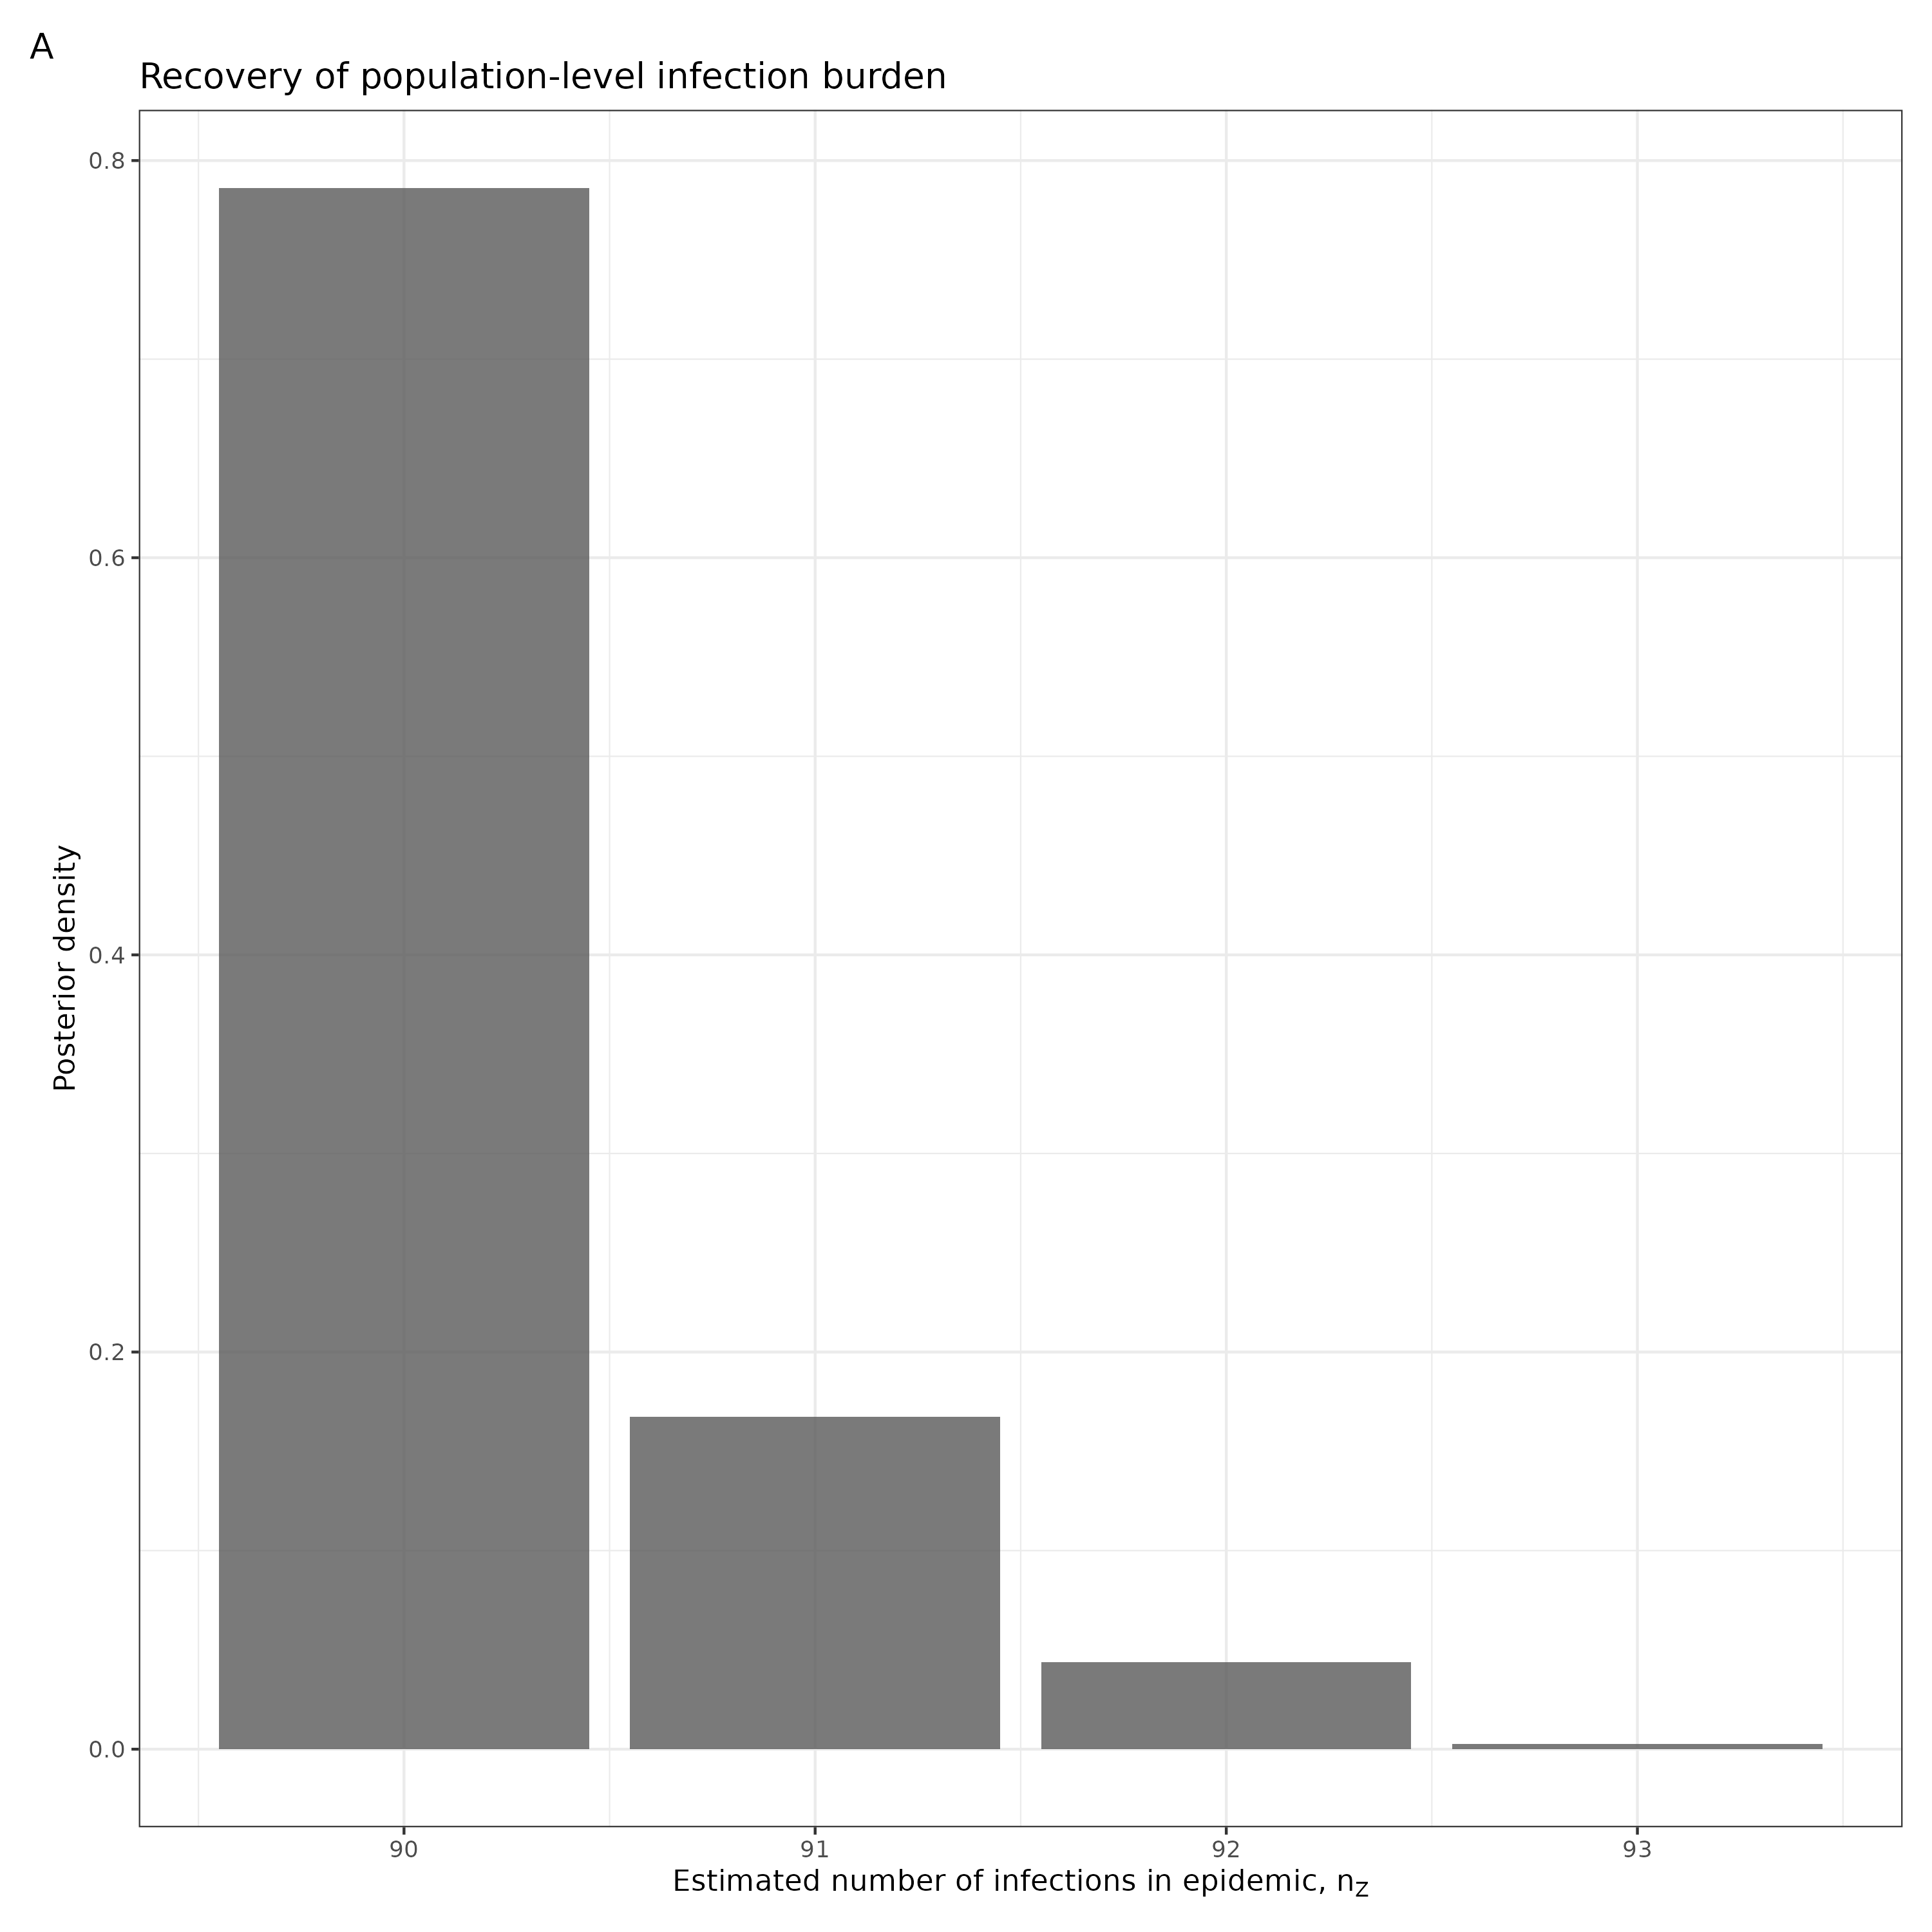 A
Recovery of population-level infection burden
0.8
0.6
0.4
0.2
0.0
Posterior density
90 91 92 93
Estimated number of infections in epidemic, nZ